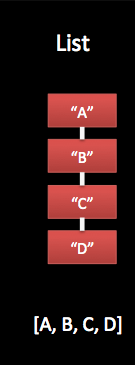 List
“A”
“B”
“C”
“D”
[A, B, C, D]